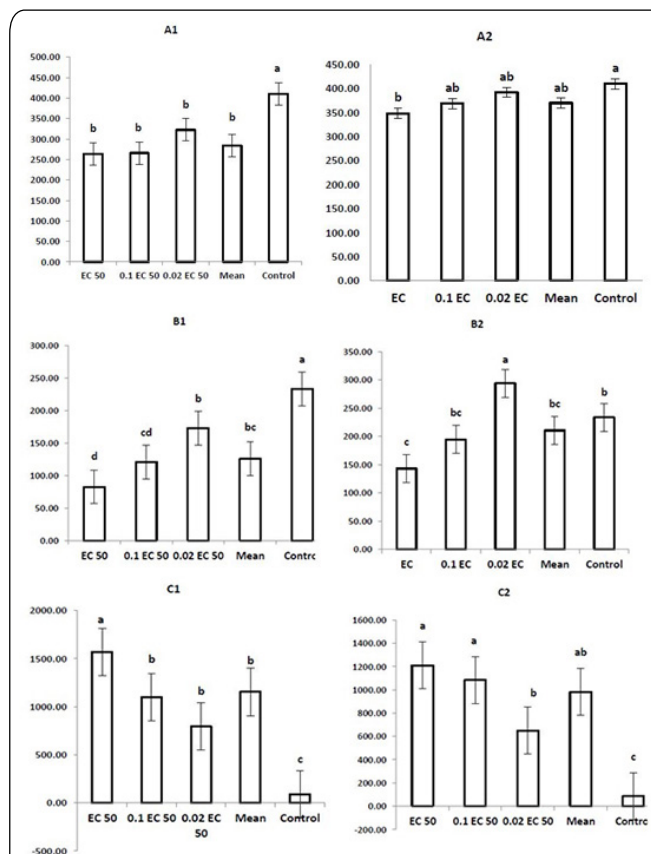 A1
500.00
450.00
400.00
350.00
300.00
250.00
200.00
150.00
100.00
50.00
0.00
b
b
b
b
a
EC 50
0.1 EC 50
0.02 EC 50
Mean
Control
A2
450.00
400.00
350.00
300.00
250.00
200.00
150.00
100.00
50.00
0.00
b
ab
ab
ab
a
EC
0.1 EC
0.02 EC
Mean
Control
B1
300.00
250.00
200.00
150.00
100.00
50.00
0.00
d
cd
b
bc
a
EC 50
0.1 EC 50
0.02 EC 50
Mean
Contrc
B2
350.00
300.00
250.00
200.00
150.00
100.00
50.00
0.00
c
bc
a
bc
b
EC
0.1 EC
0.02 EC
Mean
Control
C1
2000.00
1500.00
1000.00
500.00
0.00
-500.00
a
b
b
b
c
EC 50
0.1 EC 50
0.02 EC
50
Mean
Control
C2
1600.00
1400.00
1200.00
1000.00
800.00
600.00
400.00
200.00
0.00
-200.00
a
a
b
ab
c
EC 50
0.1 EC 50
0.02 EC 50
Mean
Contrc